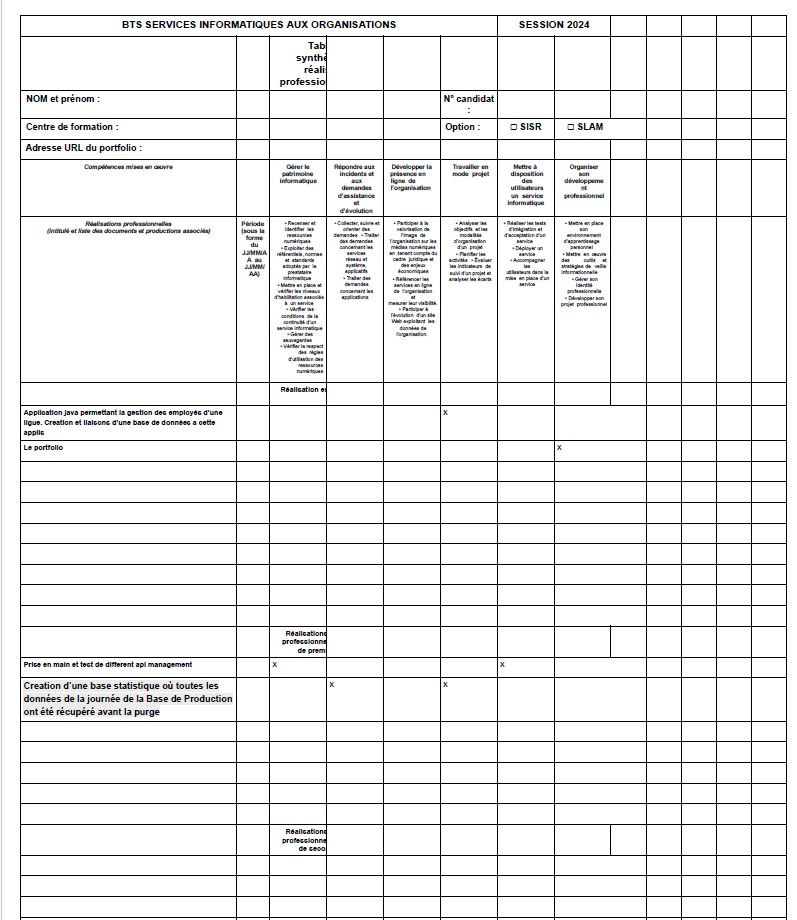 BTS SERVICES INFORMATIQUES AUX ORGANISATIONS SESSION 2024
Tab
synthè
réali
professio
NOM et prénom : N° candidat
:
Centre de formation : Option : ▢ SISR ▢ SLAM
Adresse URL du portfolio :
Compétences mises en œuvre
Gérer le
patrimoine
informatique
Répondre aux
incidents et
aux
demandes
d'assistance
et
d'évolution
Développer la
présence en
ligne de
l'organisation
Travailler en
mode projet
Mettre à
disposition
des
utilisateurs
un service
informatique
Organiser
son
développeme
nt
professionnel
Réalisations professionnelles
(intitulé et liste des documents et productions associés)
Période
(sous la
forme
du
JJ/MM/A
A au
JJ/MM/
AA)
• Recenser et
identifier les
ressources
numériques
• Exploiter des
référentiels, normes
et standards
adoptés par le
prestataire
informatique
• Mettre en place et
vérifier les niveaux
d'habilitation associés
à un service
• Vérifier les
conditions de la
continuité d'un
service informatique
• Gérer des
sauvegardes
• Vérifier le respect
des règles
d'utilisation des
ressources
numériques
• Collecter, suivre et
orienter des
demandes. • Traiter
des demandes
concernant les
services
réseau et
système,
applicatifs
• Traiter des
demandes
concernant les
applications
• Participer à la
valorisation de
l'image de
l'organisation sur les
médias numériques
en tenant compte du
cadre juridique et
des enjeux
économiques
• Référencer les
services en ligne
de l'organisation
et
mesurer leur visibilité.
• Participer à
l'évolution d'un site
Web exploitant les
données de
l'organisation.
• Analyser les
objectifs et les
modalités
d'organisation
d'un projet
• Planifier les
activités • Évaluer
les indicateurs de
suivi d'un projet et
analyser les écarts
• Réaliser les tests
d'intégration et
d'acceptation d'un
service
• Déployer un
service
• Accompagner
les
utilisateurs dans la
mise en place d'un
service
• Mettre en place
son
environnement
d'apprentissage
personnel
• Mettre en œuvre
des outils et
stratégies de veille
informationnelle
• Gérer son
identité
professionnelle
• Développer son
projet professionnel
Réalisation en
Application java permettant la gestion des employés d'une
ligue. Creation et liaisons d'une base de données a cette
applis
X
Le portfolio X
Réalisations
professionne
de prem
Prise en main et test de different api management X X
Creation d'une base statistique où toutes les
données de la journée de la Base de Production
ont été récupéré avant la purge
X X
Réalisations
professionne
de seco